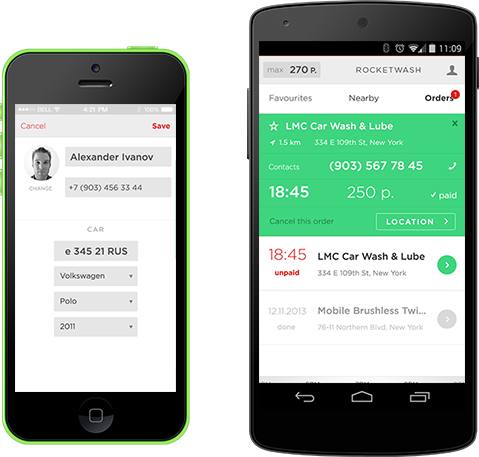 BELL 4:21 PM 100%
Cancel Save
Alexander Ivanov
CHANGE
+7 (903) 456 33 44
CAR
e 345 21 RUS
Volkswagen
Polo
2011
11:09
max 270 P. ROCKETWASH
Favourites Nearby Orders 1
LMC Car Wash & Lube x
1.5 km 334 E 109th St, New York
Contacts (903) 567 78 45
18:45 250 p. ✓ paid
Cancel this order LOCATION >
18:45 LMC Car Wash & Lube
unpaid 334 E 109th St, New York
12.11.2013 Mobile Brushless Twi...
done 76-11 Northern Blvd, New York